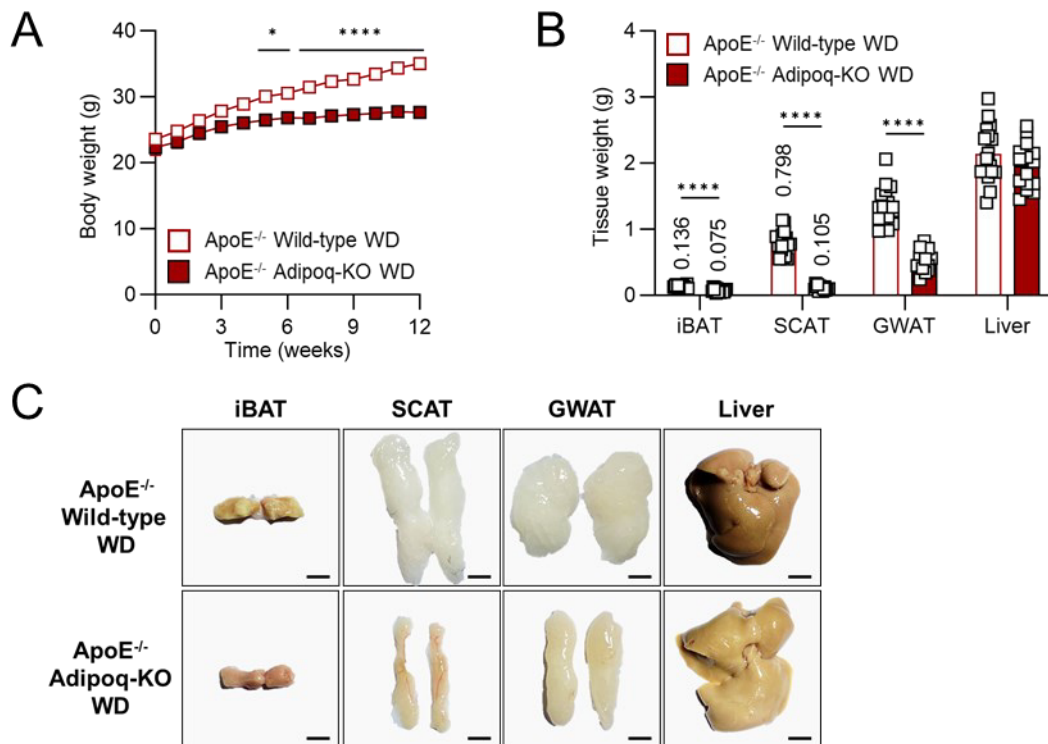 A
Body weight (g)
40
30
20
10
0
* ****
ApoE-/- Wild-type WD
ApoE-/- Adipoq-KO WD
0 3 6 9 12
Time (weeks)
B
Tissue weight (g)
4
2
0
ApoE-/- Wild-type WD
ApoE-/- Adipoq-KO WD
**** **** ****
0.136 0.075 0.798 0.105
iBAT SCAT GWAT Liver
C
iBAT SCAT GWAT Liver
ApoE-/-
Wild-type
WD
ApoE-/-
Adipoq-KO
WD